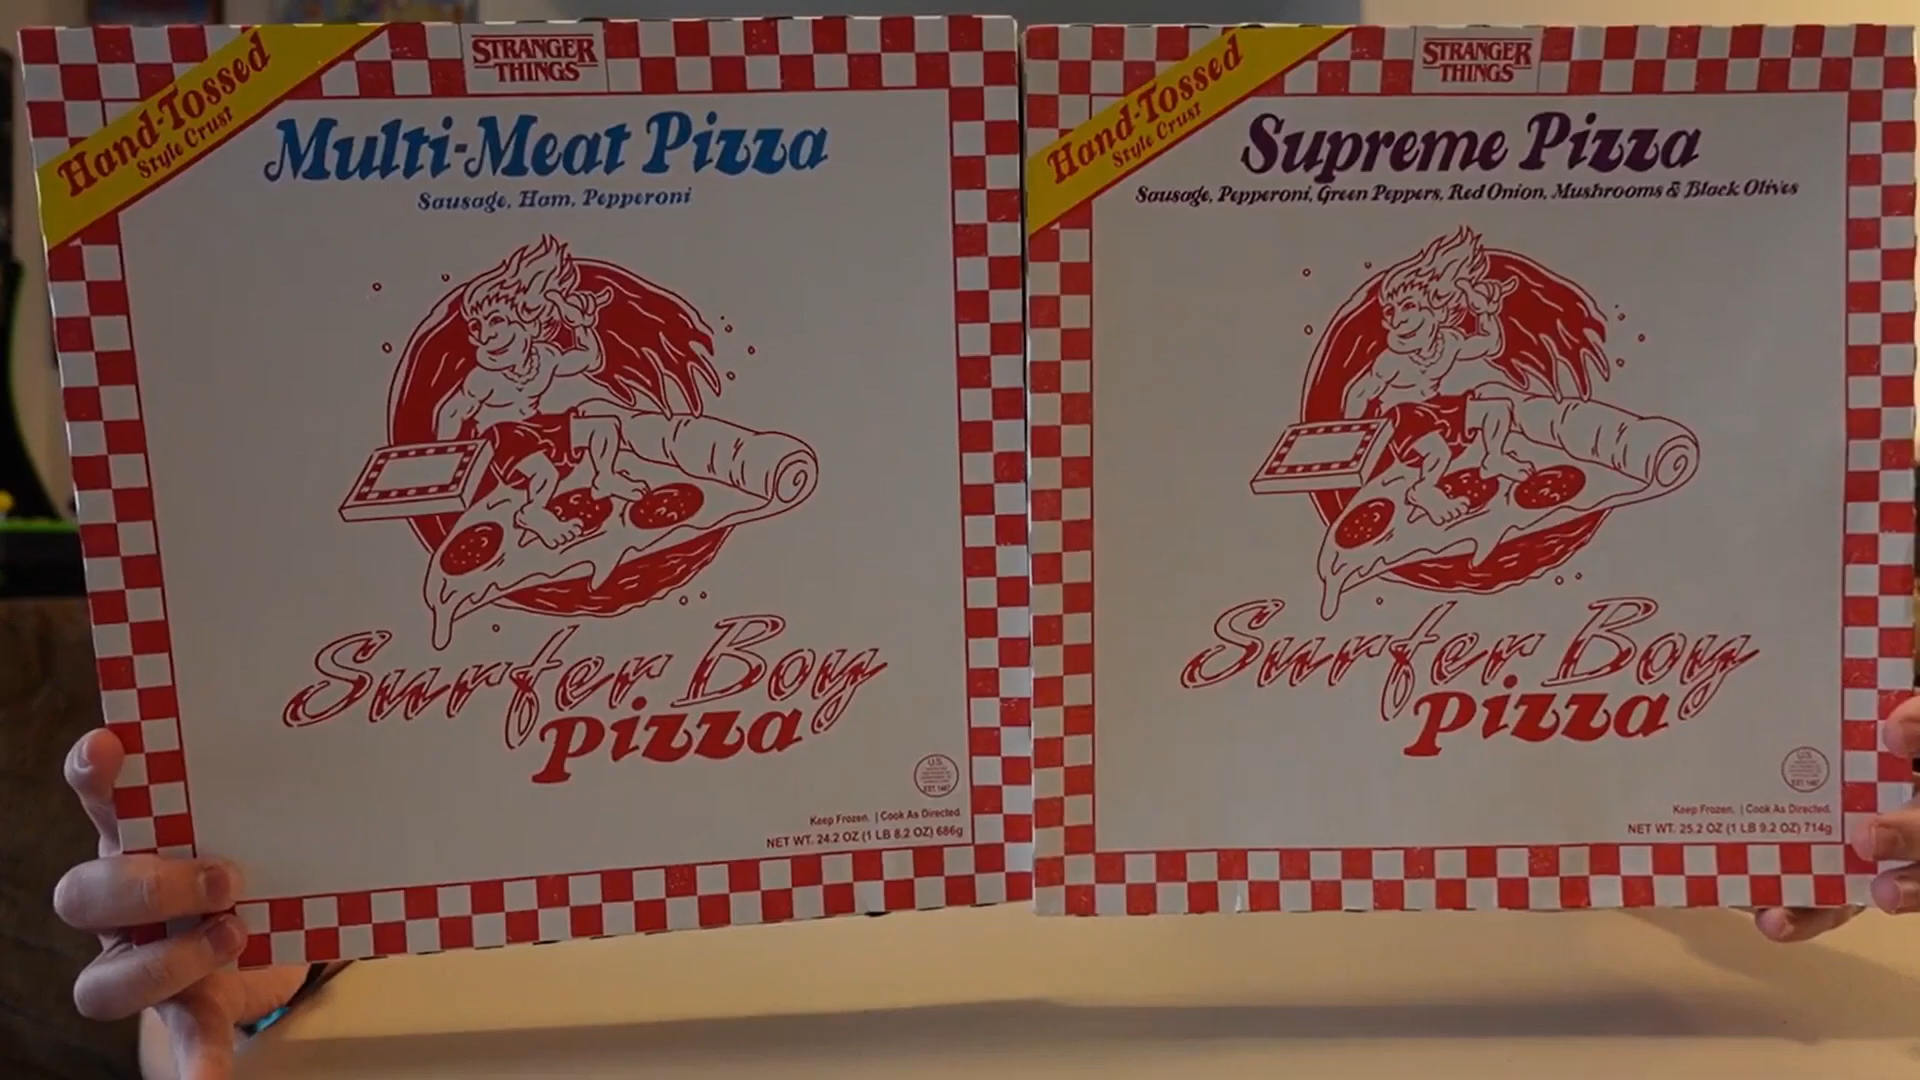 Hand-Tossed
Style Crust
STRANGER
THINGS
Multi-Meat Pizza
Sausage, Ham, Pepperoni
Surfer Boy
Pizza
U.S.
Keep Frozen. | Cook As Directed.
NET WT. 24.2 OZ (1 LB 8.2 OZ) 686g
Hand-Tossed
Style Crust
STRANGER
THINGS
Supreme Pizza
Sausage, Pepperoni, Green Peppers, Red Onion, Mushrooms & Black Olives
Surfer Boy
Pizza
U.S.
Keep Frozen. | Cook As Directed.
NET WT. 25.2 OZ (1 LB 9.2 OZ) 714g